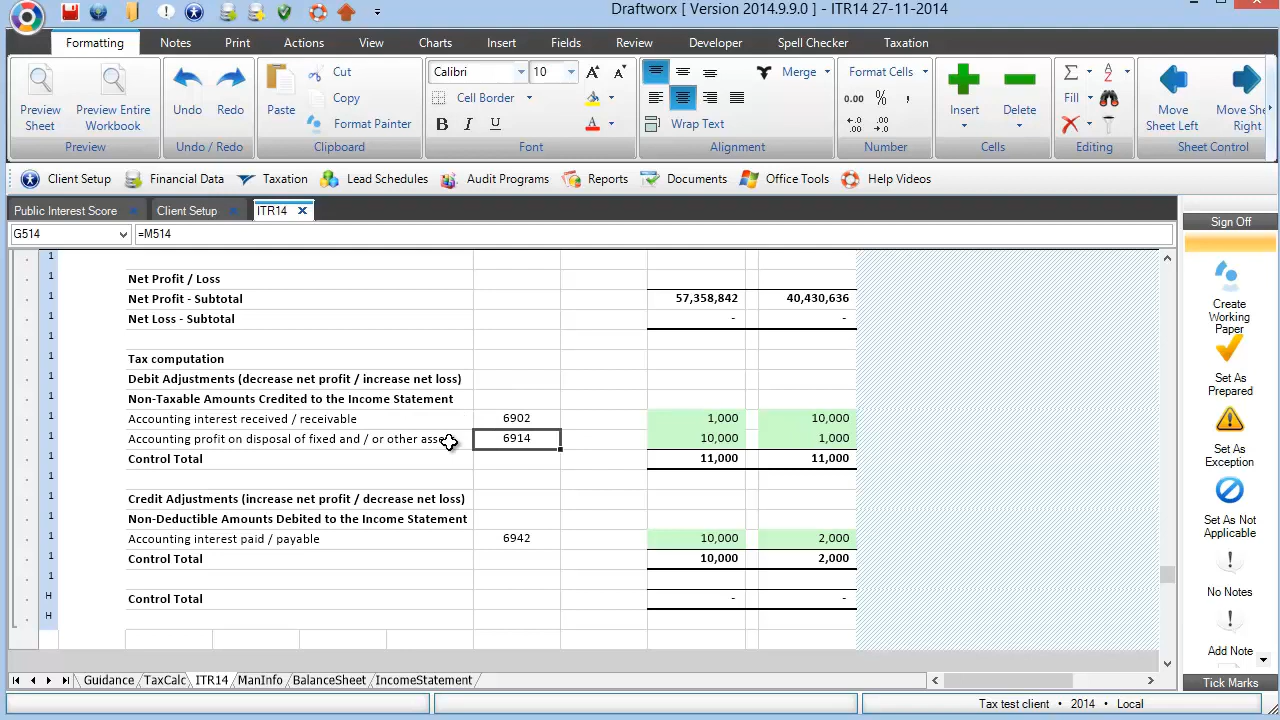 Draftworx [ Version 2014.9.9.0 ] - ITR14 27-11-2014
Formatting Notes Print Actions View Charts Insert Fields Review Developer Spell Checker Taxation
Preview Sheet
Preview Entire Workbook
Preview
Undo
Redo
Undo / Redo
Paste
Cut
Copy
Format Painter
Clipboard
Calibri 10
Cell Border
B I U A
Font
Merge
Wrap Text
Alignment
Format Cells
0.00 % ,
Number
Insert
Delete
Cells
Fill
Editing
Move Sheet Left
Move She Right
Sheet Control
Client Setup Financial Data Taxation Lead Schedules Audit Programs Reports Documents Office Tools Help Videos
Public Interest Score Client Setup ITR14
G514 =M514
Net Profit / Loss
Net Profit - Subtotal 57,358,842 40,430,636
Net Loss - Subtotal - -
Tax computation
Debit Adjustments (decrease net profit / increase net loss)
Non-Taxable Amounts Credited to the Income Statement
Accounting interest received / receivable 6902 1,000 10,000
Accounting profit on disposal of fixed and / or other 6914 10,000 1,000
Control Total 11,000 11,000
Credit Adjustments (increase net profit / decrease net loss)
Non-Deductible Amounts Debited to the Income Statement
Accounting interest paid / payable 6942 10,000 2,000
Control Total 10,000 2,000
Control Total - -
Sign Off
Create Working Paper
Set As Prepared
Set As Exception
Set As Not Applicable
No Notes
Add Note
Tick Marks
Guidance TaxCalc ITR14 ManInfo BalanceSheet IncomeStatement
Tax test client • 2014 • Local